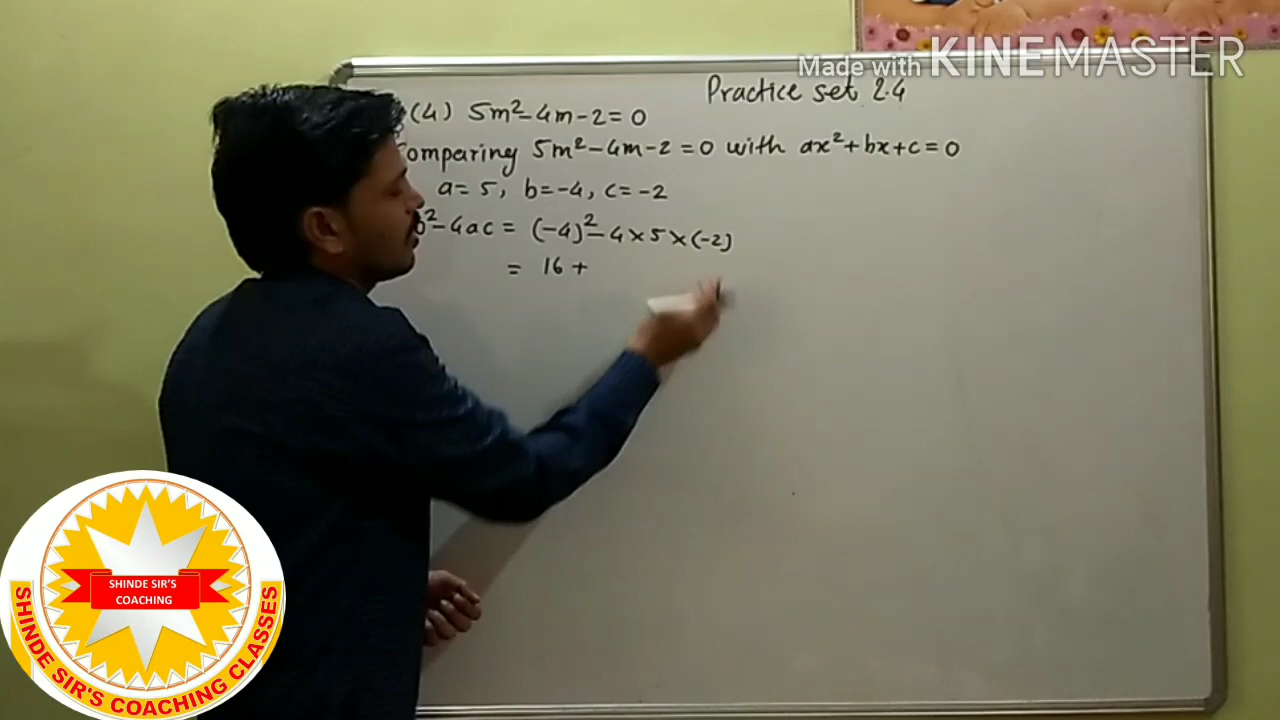 Made with KINEMASTER
Practice set 2.4
(4) 5m²-4m-2=0
omparing 5m²-4m-2=0 with ax²+bx+c=0
a=5, b=-4, c=-2
b²-4ac = (-4)²-4×5×(-2)
= 16+
SHINDE SIR'S
COACHING
SHINDE SIR'S COACHING CLASSES